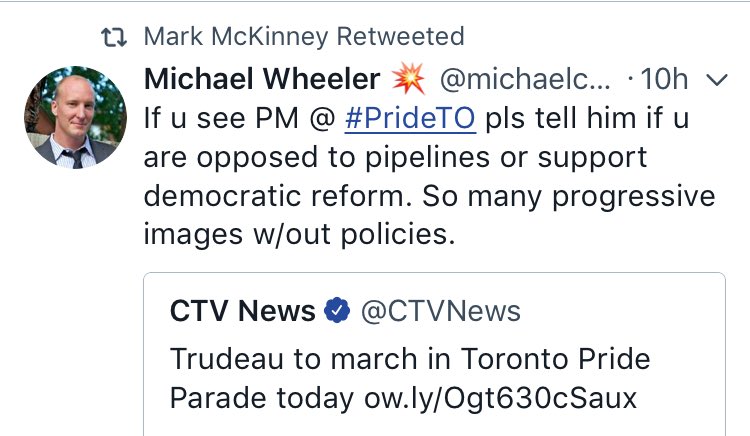 Mark McKinney Retweeted
Michael Wheeler 💥 @michaelc... · 10h
If u see PM @ #PrideTO pls tell him if u
are opposed to pipelines or support
democratic reform. So many progressive
images w/out policies.
CTV News @CTVNews
Trudeau to march in Toronto Pride
Parade today ow.ly/Ogt630cSaux